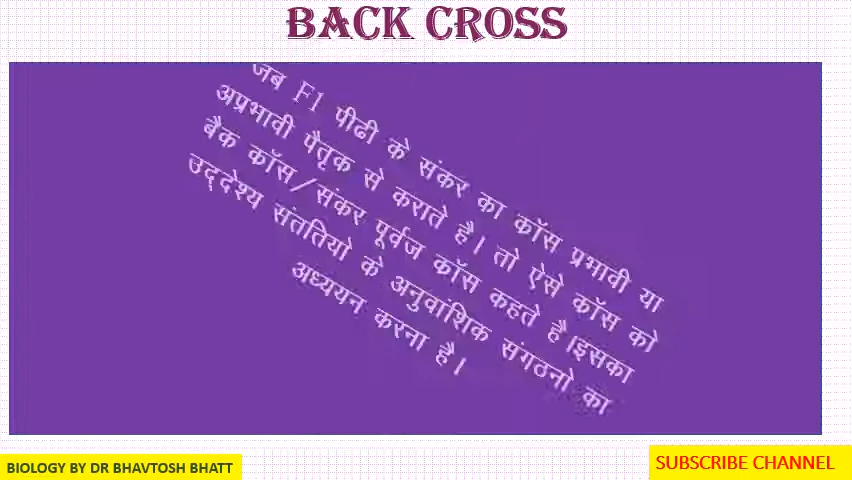 BACK CROSS
जब F1 पीढी के संकर का कॉस प्रभावी या
अप्रभावी पैतृक से कराते है। तो ऐसे कॉस को
बैक कॉस/संकर पूर्वज कॉस कहते है।इसका
उद्देश्य संततियो के अनुवांशिक संगठनो का
अध्ययन करना है।
BIOLOGY BY DR BHAVTOSH BHATT
SUBSCRIBE CHANNEL